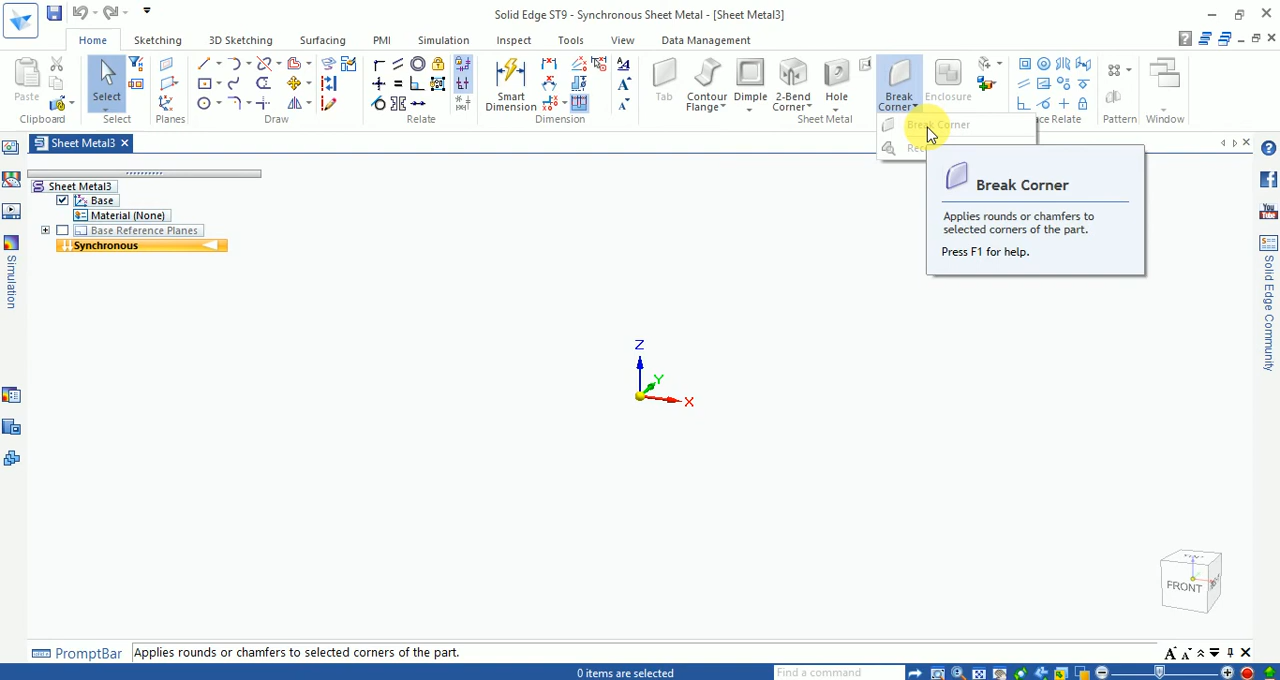 Solid Edge ST9 - Synchronous Sheet Metal - [Sheet Metal3]
Home Sketching 3D Sketching Surfacing PMI Simulation Inspect Tools View Data Management
Paste Select Smart Dimension Tab Contour Flange 2-Bend Corner Dimple Hole Break Corner Enclosure
Clipboard Select Planes Draw Relate Dimension Sheet Metal Face Relate Pattern Window
Break Corner
Sheet Metal3
Break Corner
Applies rounds or chamfers to
selected corners of the part.
Press F1 for help.
Sheet Metal3
Base
Material (None)
Base Reference Planes
Synchronous
Simulation
Solid Edge Community
You
Tube
Z
Y
X
FRONT
PromptBar
Applies rounds or chamfers to selected corners of the part.
0 items are selected
Find a command